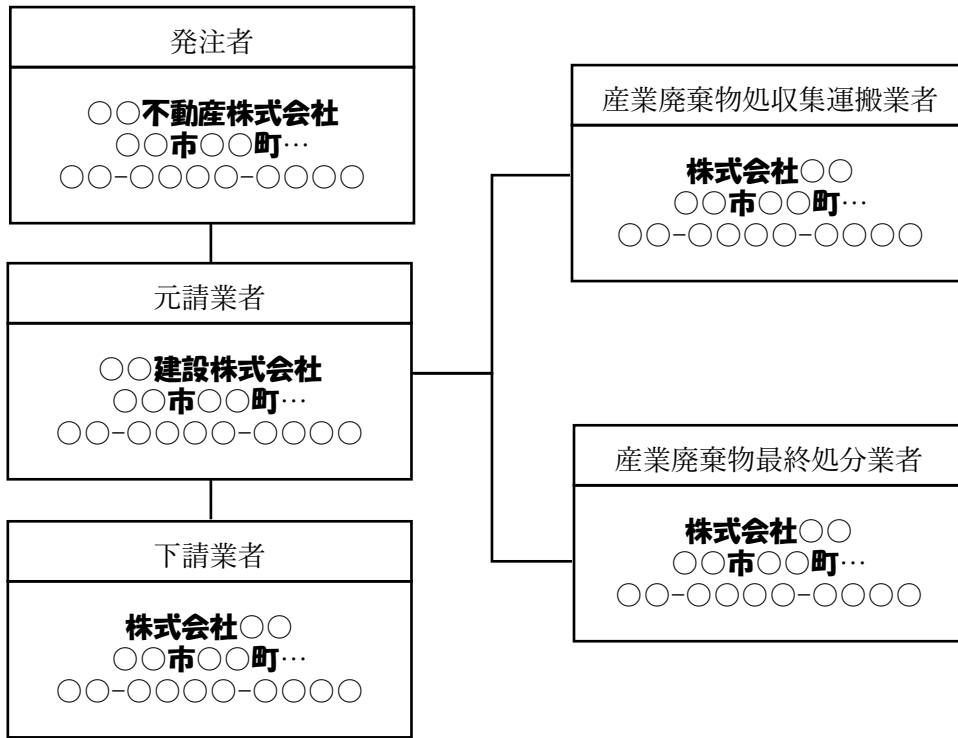 発注者
○○不動産株式会社
○○市○○町…
○○-○○○○-○○○○
元請業者
○○建設株式会社
○○市○○町…
○○-○○○○-○○○○
下請業者
株式会社○○
○○市○○町…
○○-○○○○-○○○○
産業廃棄物処収集運搬業者
株式会社○○
○○市○○町…
○○-○○○○-○○○○
産業廃棄物最終処分業者
株式会社○○
○○市○○町…
○○-○○○○-○○○○